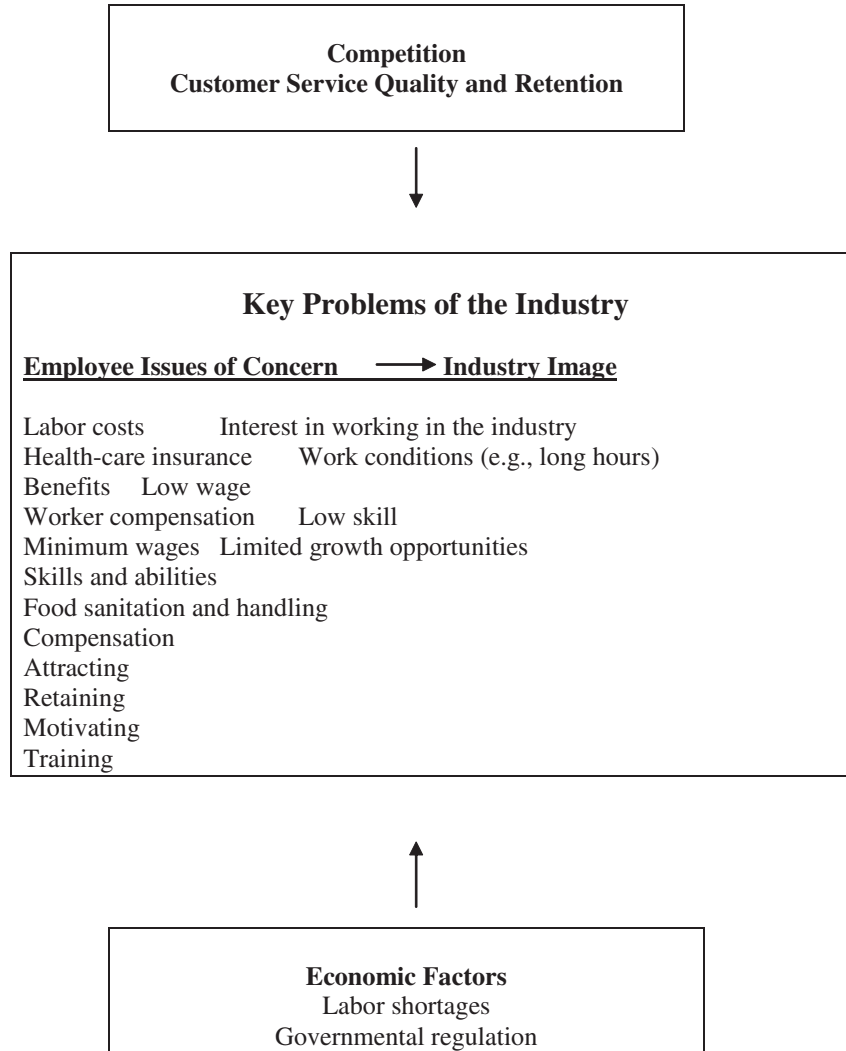 Competition
Customer Service Quality and Retention
Key Problems of the Industry
Employee Issues of Concern → Industry Image
Labor costs Interest in working in the industry
Health-care insurance Work conditions (e.g., long hours)
Benefits Low wage
Worker compensation Low skill
Minimum wages Limited growth opportunities
Skills and abilities
Food sanitation and handling
Compensation
Attracting
Retaining
Motivating
Training
Economic Factors
Labor shortages
Governmental regulation